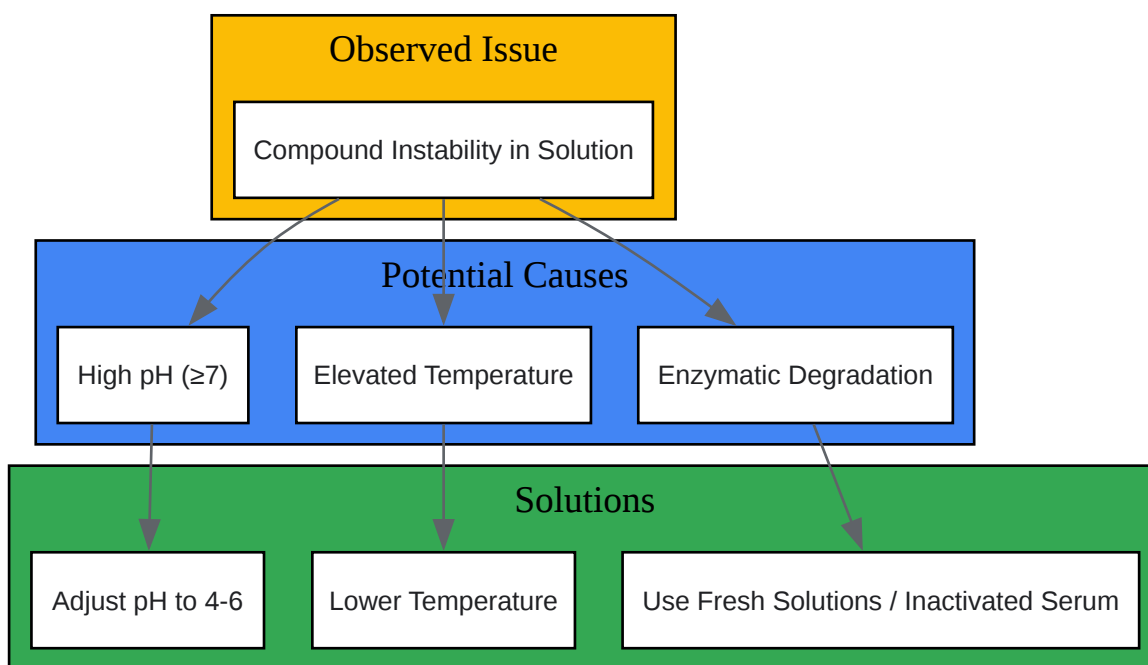 Observed Issue
Compound Instability in Solution
Potential Causes
High pH (≥7)
Elevated Temperature
Enzymatic Degradation
Solutions
Adjust pH to 4-6
Lower Temperature
Use Fresh Solutions / Inactivated Serum